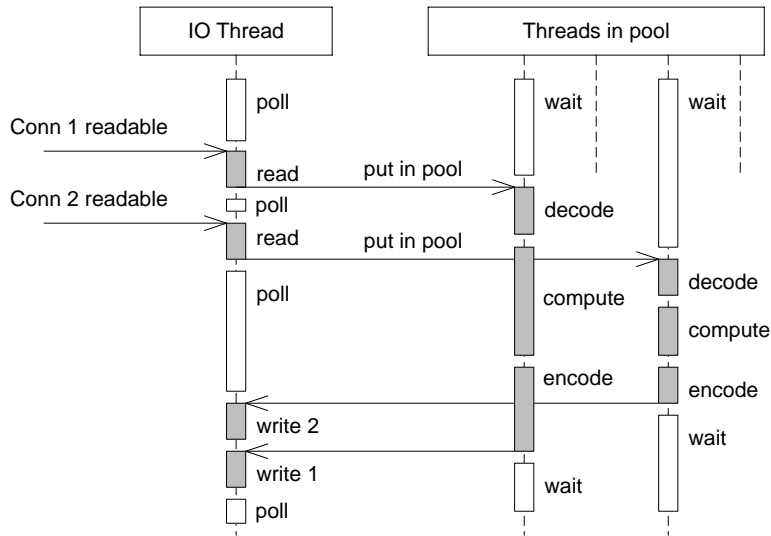 IO Thread
Threads in pool
poll
wait
wait
Conn 1 readable
read
put in pool
Conn 2 readable
poll
decode
read
put in pool
poll
decode
compute
compute
encode
encode
write 2
wait
write 1
wait
poll